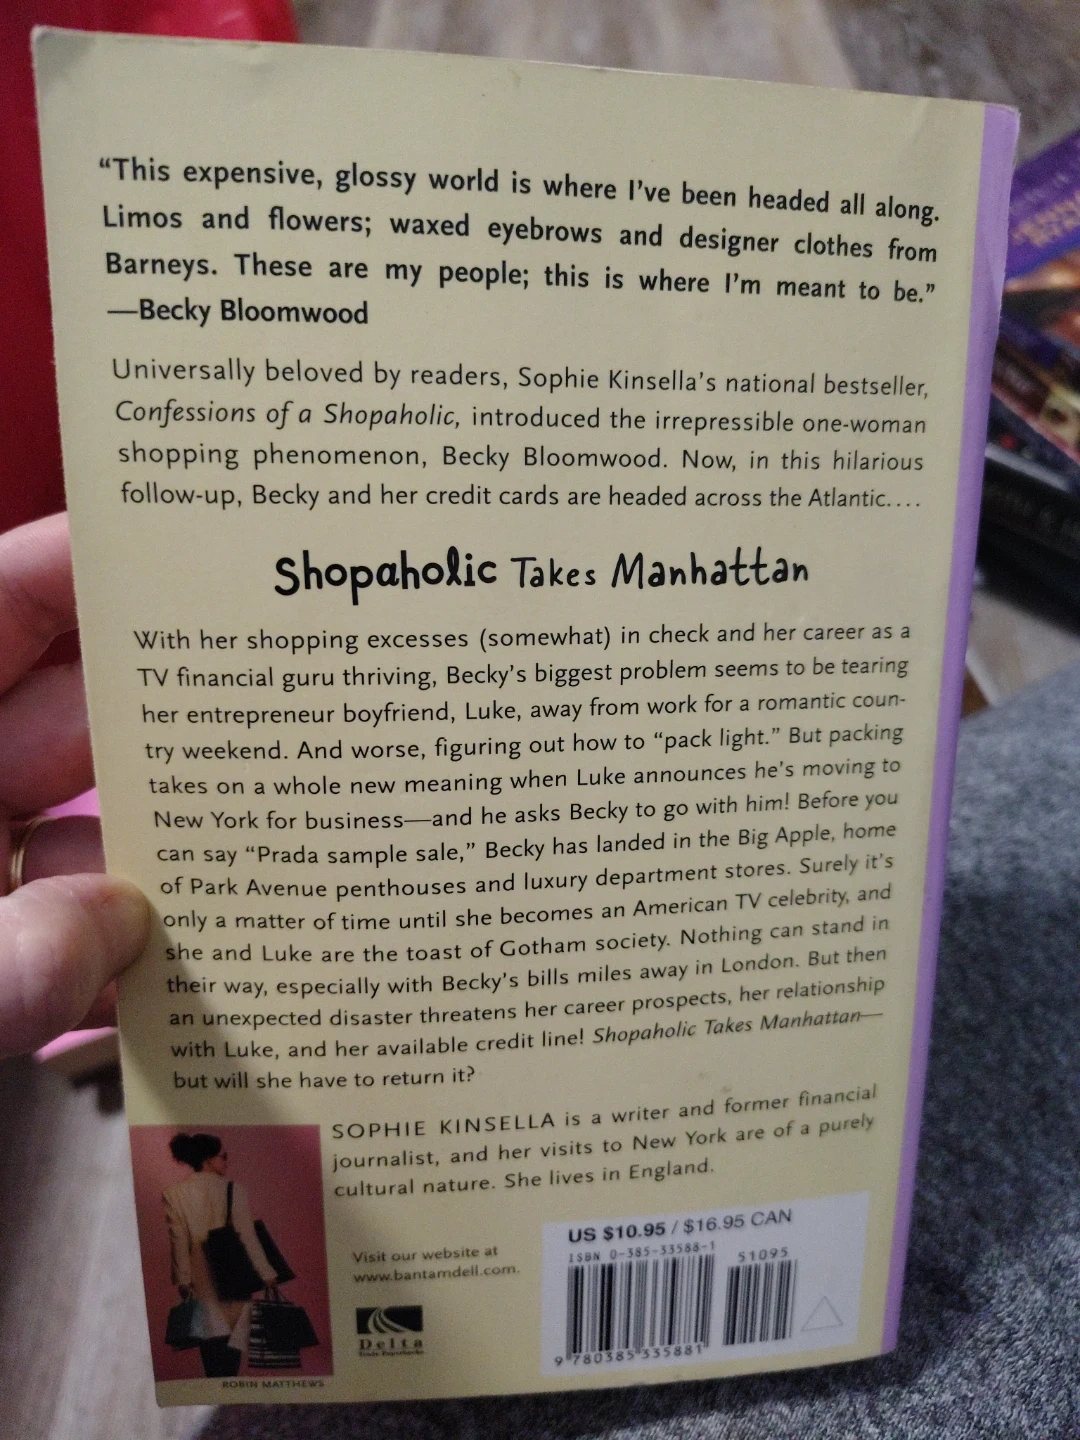 “This expensive, glossy world is where I’ve been headed all along.
Limos and flowers; waxed eyebrows and designer clothes from
Barneys. These are my people; this is where I’m meant to be.”
—Becky Bloomwood
Universally beloved by readers, Sophie Kinsella’s national bestseller,
Confessions of a Shopaholic, introduced the irrepressible one-woman
shopping phenomenon, Becky Bloomwood. Now, in this hilarious
follow-up, Becky and her credit cards are headed across the Atlantic....
Shopaholic Takes Manhattan
With her shopping excesses (somewhat) in check and her career as a
TV financial guru thriving, Becky’s biggest problem seems to be tearing
her entrepreneur boyfriend, Luke, away from work for a romantic coun-
try weekend. And worse, figuring out how to “pack light.” But packing
takes on a whole new meaning when Luke announces he’s moving to
New York for business—and he asks Becky to go with him! Before you
can say “Prada sample sale,” Becky has landed in the Big Apple, home
of Park Avenue penthouses and luxury department stores. Surely it’s
only a matter of time until she becomes an American TV celebrity, and
she and Luke are the toast of Gotham society. Nothing can stand in
their way, especially with Becky’s bills miles away in London. But then
an unexpected disaster threatens her career prospects, her relationship
with Luke, and her available credit line! Shopaholic Takes Manhattan—
but will she have to return it?
SOPHIE KINSELLA is a writer and former financial
journalist, and her visits to New York are of a purely
cultural nature. She lives in England.
Visit our website at
www.bantamdell.com.
Delta
Trade Paperbacks
ROBIN MATTHEWS
US $10.95 / $16.95 CAN
ISBN 0-385-33588-1
51095
9 780385 335881